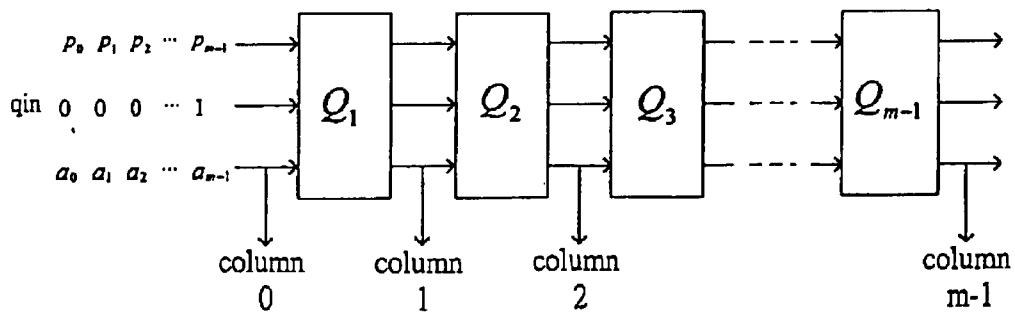 p₀ p₁ p₂ ··· pₘ₋₁
qin 0 0 0 ··· 1
a₀ a₁ a₂ ··· aₘ₋₁
Q₁ Q₂ Q₃ Qₘ₋₁
column 0
column 1
column 2
column m-1